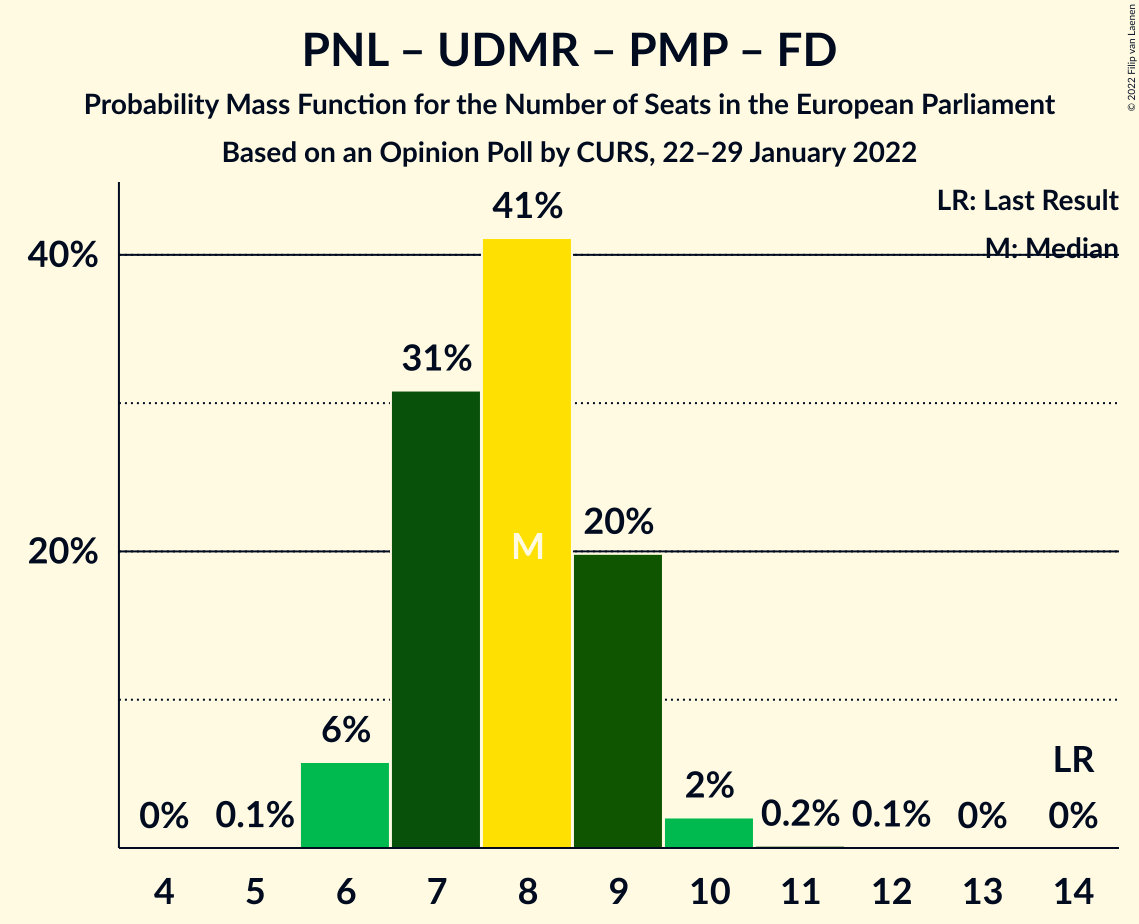 PNL – UDMR – PMP – FD
Probability Mass Function for the Number of Seats in the European Parliament
Based on an Opinion Poll by CURS, 22–29 January 2022
© 2022 Filip van Laenen
LR: Last Result
M: Median
41%
40%
31%
20%
M
20%
6%
2%
LR
0% 0.1% 0.2% 0.1% 0% 0%
4 5 6 7 8 9 10 11 12 13 14